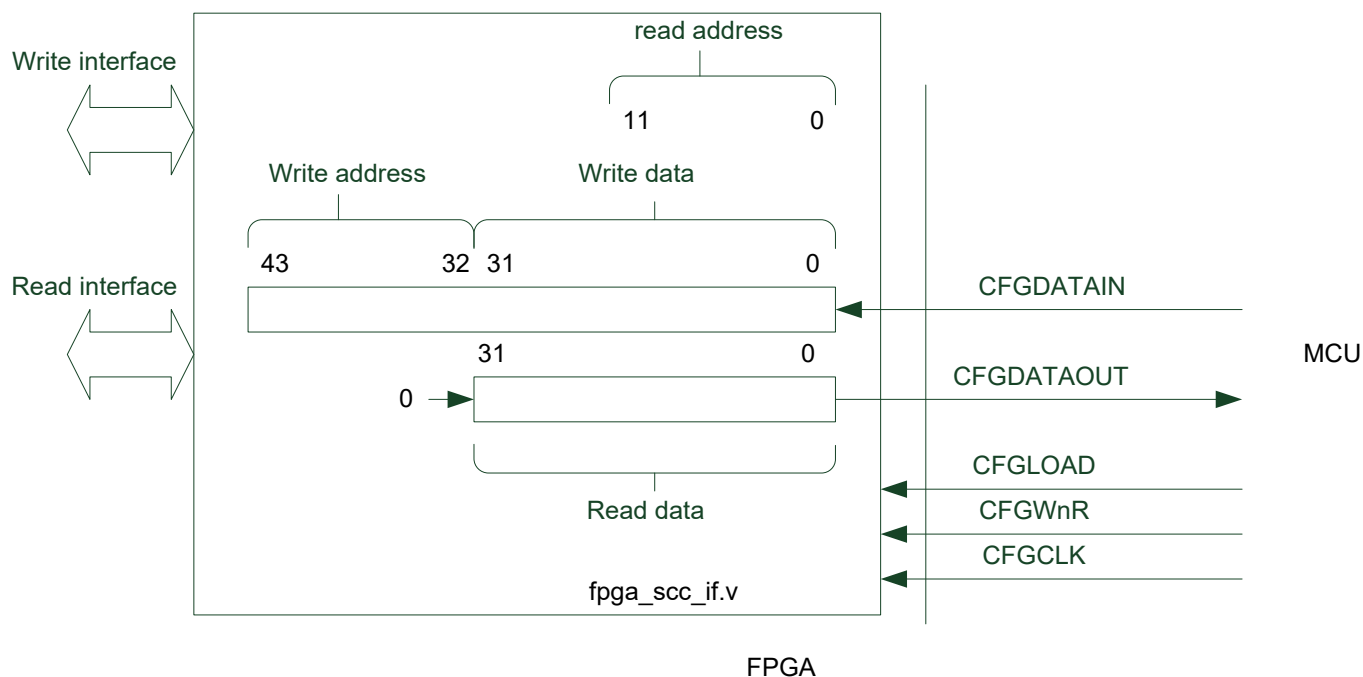 read address
Write interface
11 0
Write address Write data
43 32 31 0
Read interface
CFGDATAIN
31 0
MCU
CFGDATAOUT
0
CFGLOAD
Read data
CFGWnR
CFGCLK
fpga_scc_if.v
FPGA